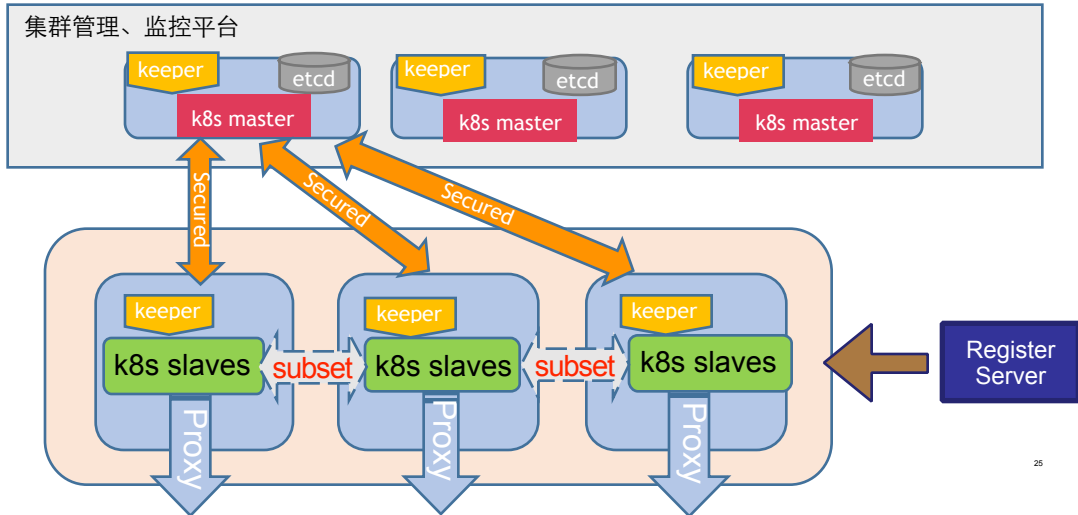 集群管理、监控平台
keeper
etcd
k8s master
keeper
etcd
k8s master
keeper
etcd
k8s master
Secured
Secured
Secured
keeper
k8s slaves
subset
keeper
k8s slaves
subset
keeper
k8s slaves
Proxy
Proxy
Proxy
Register
Server
25